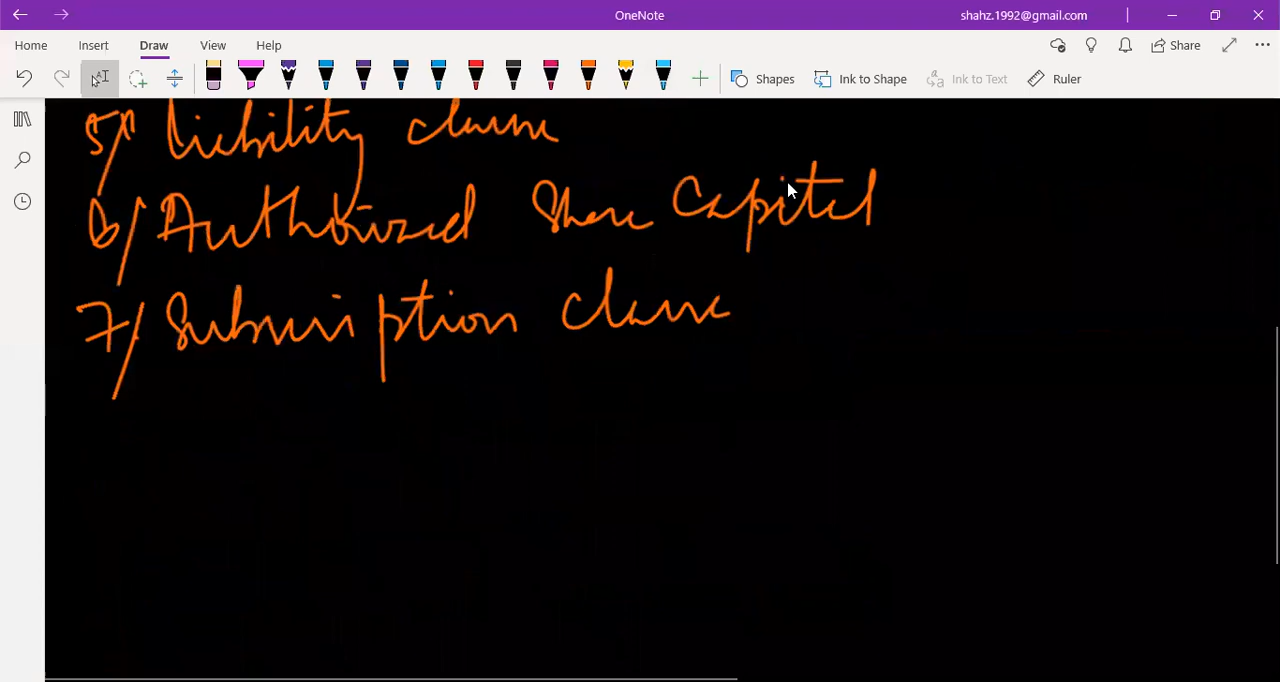 OneNote
shahz.1992@gmail.com
Home Insert Draw View Help
Share
Shapes Ink to Shape Ink to Text Ruler
5/ Liability clause
6/ Authorized Share Capital
7/ Subscription clause